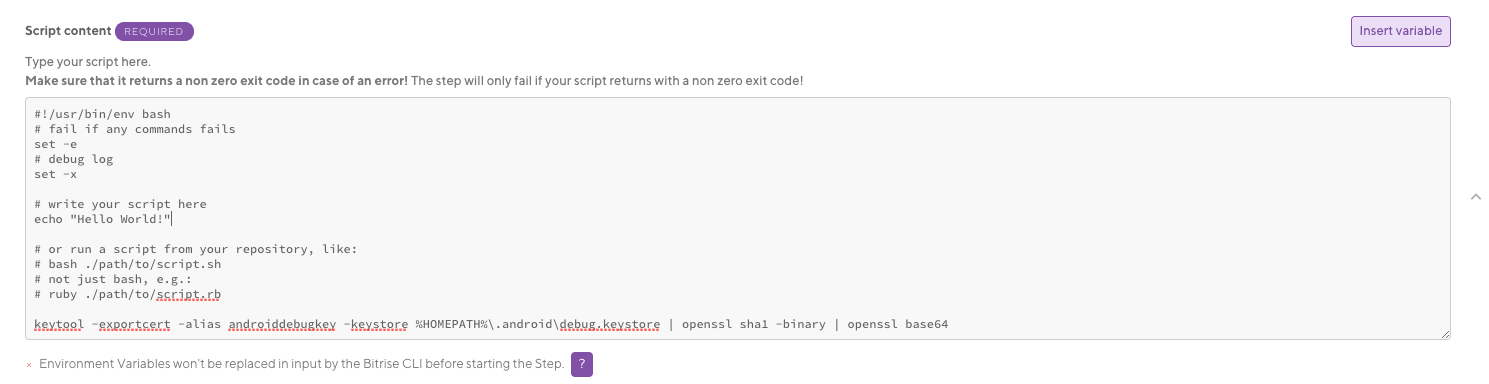 Script content REQUIRED
Insert variable
Type your script here.
Make sure that it returns a non zero exit code in case of an error! The step will only fail if your script returns with a non zero exit code!
#!/usr/bin/env bash
# fail if any commands fails
set -e
# debug log
set -x
# write your script here
echo "Hello World!"
# or run a script from your repository, like:
# bash ./path/to/script.sh
# not just bash, e.g.:
# ruby ./path/to/script.rb
keytool -exportcert -alias androiddebugkey -keystore %HOMEPATH%\.android\debug.keystore | openssl sha1 -binary | openssl base64
× Environment Variables won't be replaced in input by the Bitrise CLI before starting the Step. ?